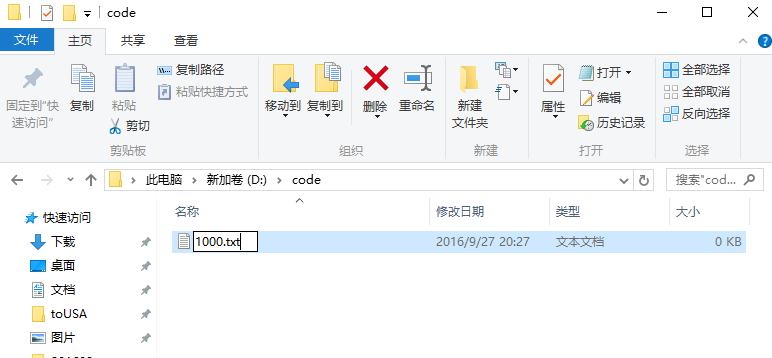 code
文件 主页 共享 查看
固定到"快速访问" 复制 粘贴 复制路径 粘贴快捷方式 剪切
移动到 复制到 删除 重命名
新建文件夹
属性 打开 编辑 历史记录
全部选择 全部取消 反向选择
剪贴板 组织 新建 打开 选择
此电脑 新加卷 (D:) code 搜索"cod...
快速访问 名称 修改日期 类型 大小
下载 1000.txt 2016/9/27 20:27 文本文档 0 KB
桌面
文档
toUSA
图片